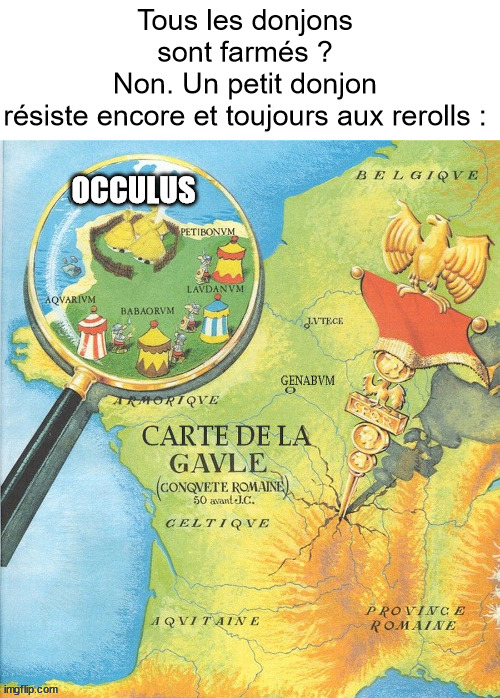 Tous les donjons
sont farmés ?
Non. Un petit donjon
résiste encore et toujours aux rerolls :
BELGIQVE
OCCULUS
PETIBONVM
LAVDANVM
AQVARIVM
BABAORVM
LVTECE
GENABVM
ARMORIQVE
CARTE DE LA
GAVLE
(CONQVETE ROMAINE)
50 avant J.C.
CELTIQVE
AQVITAINE
PROVINCE
ROMAINE
imgflip.com